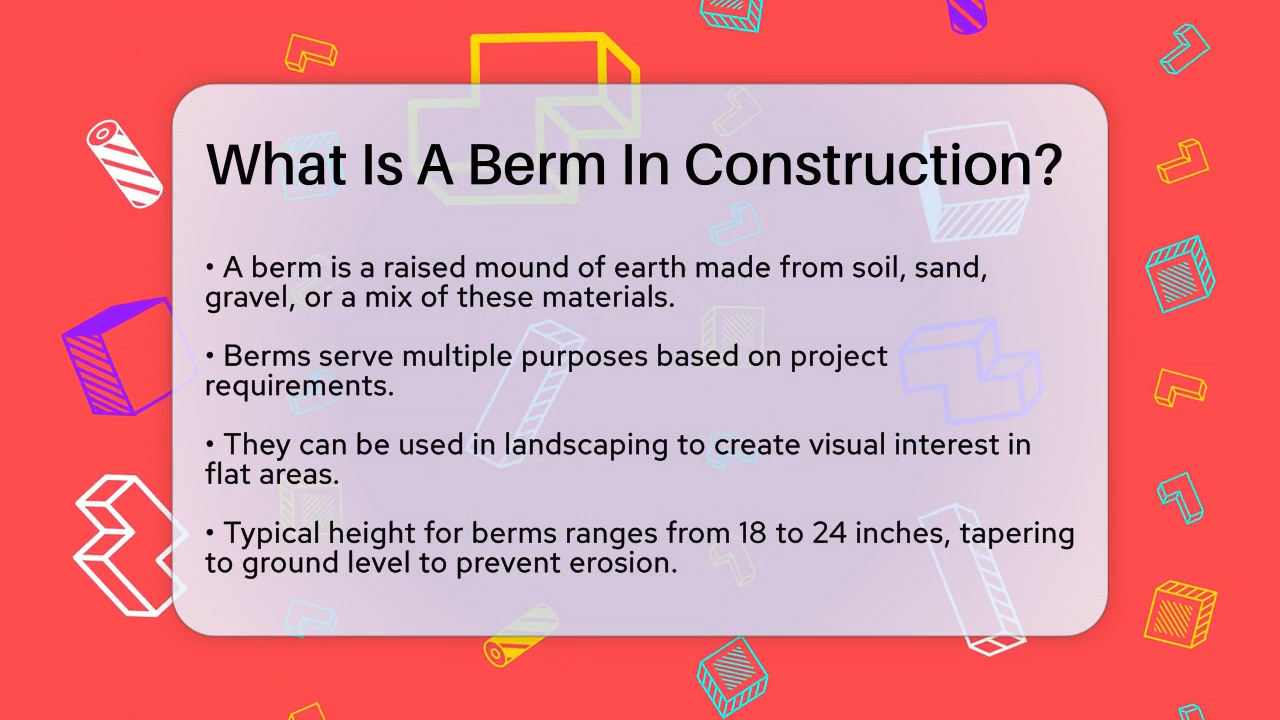 What Is A Berm In Construction?
• A berm is a raised mound of earth made from soil, sand,
gravel, or a mix of these materials.
• Berms serve multiple purposes based on project
requirements.
• They can be used in landscaping to create visual interest in
flat areas.
• Typical height for berms ranges from 18 to 24 inches, tapering
to ground level to prevent erosion.